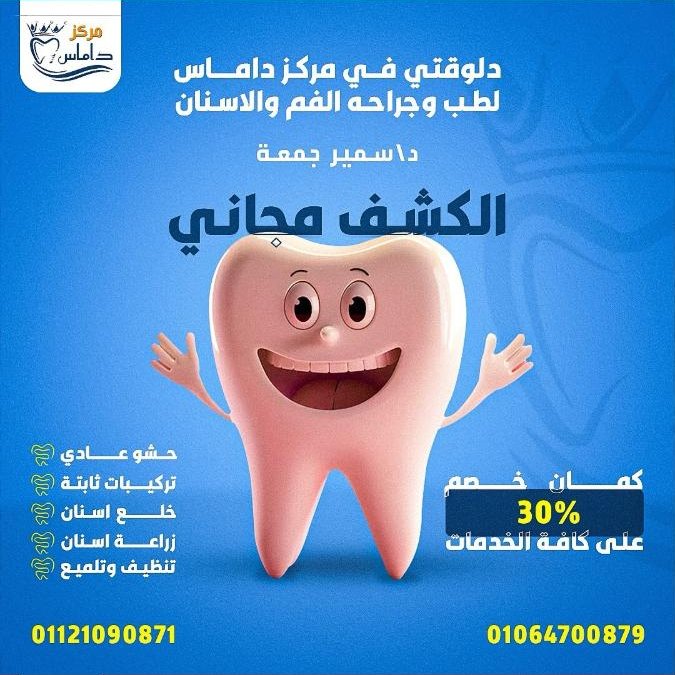 مركز
داماس
دلوقتي في مركز داماس
لطب وجراحه الفم والاسنان
د\سمير جمعة
الكشف مجاني
حشو عادي
تركيبات ثابتة
خلع اسنان
زراعة اسنان
تنظيف وتلميع
كمان خصم
30%
على كافة الخدمات
01121090871
01064700879